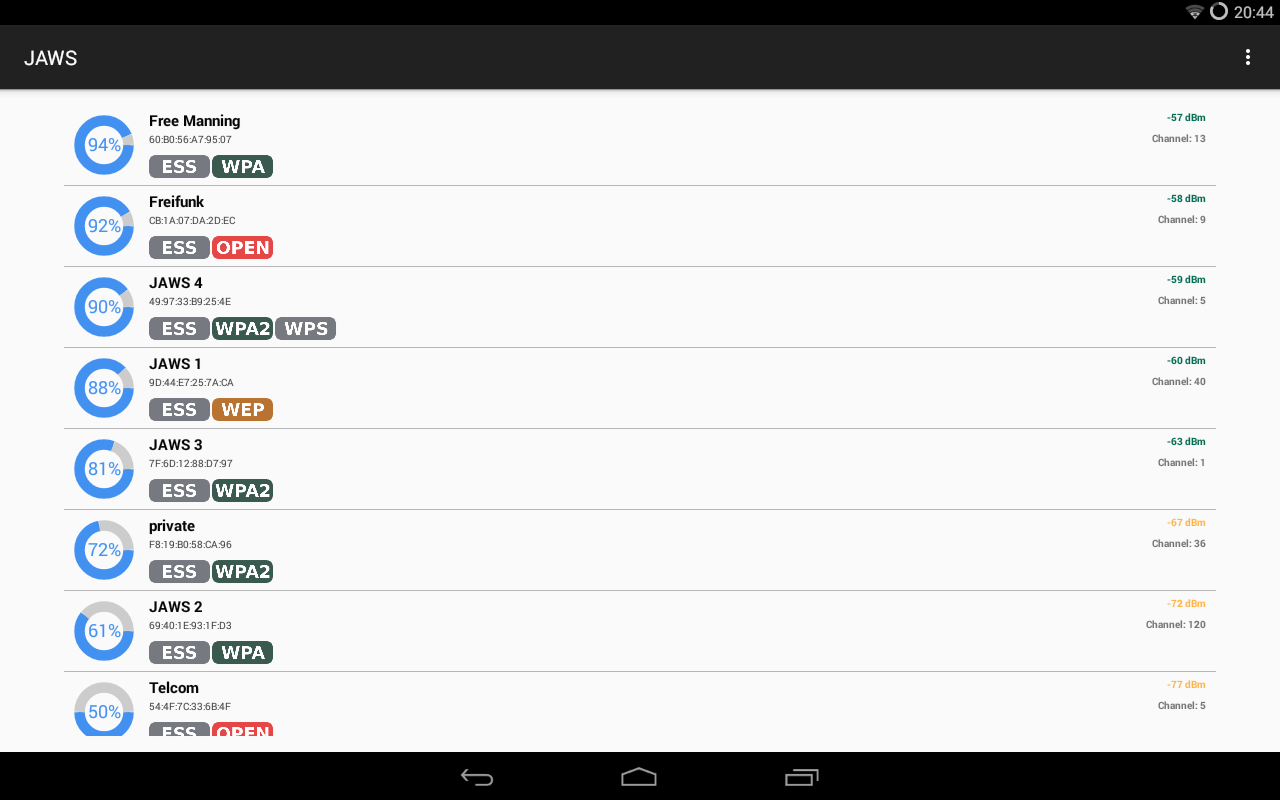 20:44
JAWS
94%
Free Manning
60:B0:56:A7:95:07
ESS WPA
-57 dBm
Channel: 13
92%
Freifunk
CB:1A:07:DA:2D:EC
ESS OPEN
-58 dBm
Channel: 9
90%
JAWS 4
49:97:33:B9:25:4E
ESS WPA2 WPS
-59 dBm
Channel: 5
88%
JAWS 1
9D:44:E7:25:7A:CA
ESS WEP
-60 dBm
Channel: 40
81%
JAWS 3
7F:6D:12:88:D7:97
ESS WPA2
-63 dBm
Channel: 1
72%
private
F8:19:B0:58:CA:96
ESS WPA2
-67 dBm
Channel: 36
61%
JAWS 2
69:40:1E:93:1F:D3
ESS WPA
-72 dBm
Channel: 120
50%
Telcom
54:4F:7C:33:6B:4F
ESS OPEN
-77 dBm
Channel: 5